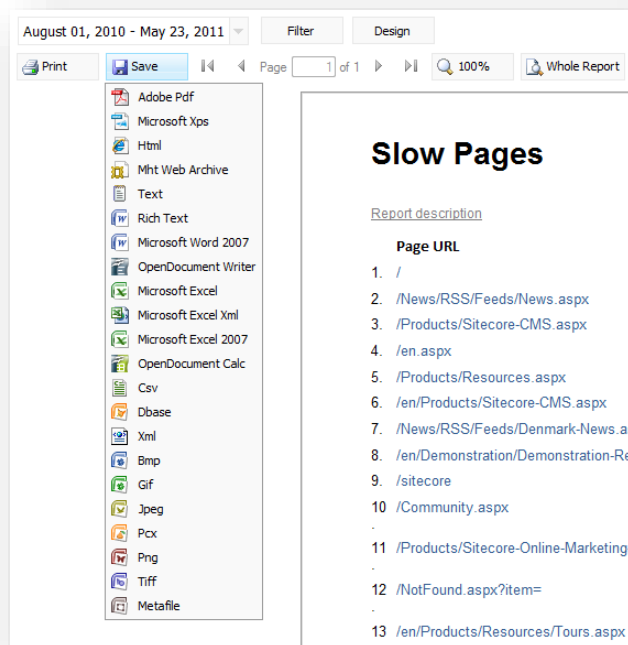 August 01, 2010 - May 23, 2011 Filter Design
Print Save Page 1 of 1 100% Whole Report
Adobe Pdf
Microsoft Xps
Html
Mht Web Archive
Text
Rich Text
Microsoft Word 2007
OpenDocument Writer
Microsoft Excel
Microsoft Excel Xml
Microsoft Excel 2007
OpenDocument Calc
Csv
Dbase
Xml
Bmp
Gif
Jpeg
Pcx
Png
Tiff
Metafile
Slow Pages
Report description
Page URL
1. /
2. /News/RSS/Feeds/News.aspx
3. /Products/Sitecore-CMS.aspx
4. /en.aspx
5. /Products/Resources.aspx
6. /en/Products/Sitecore-CMS.aspx
7. /News/RSS/Feeds/Denmark-News.a
8. /en/Demonstration/Demonstration-Re
9. /sitecore
10 /Community.aspx
.
11 /Products/Sitecore-Online-Marketing
.
12 /NotFound.aspx?item=
.
13 /en/Products/Resources/Tours.aspx